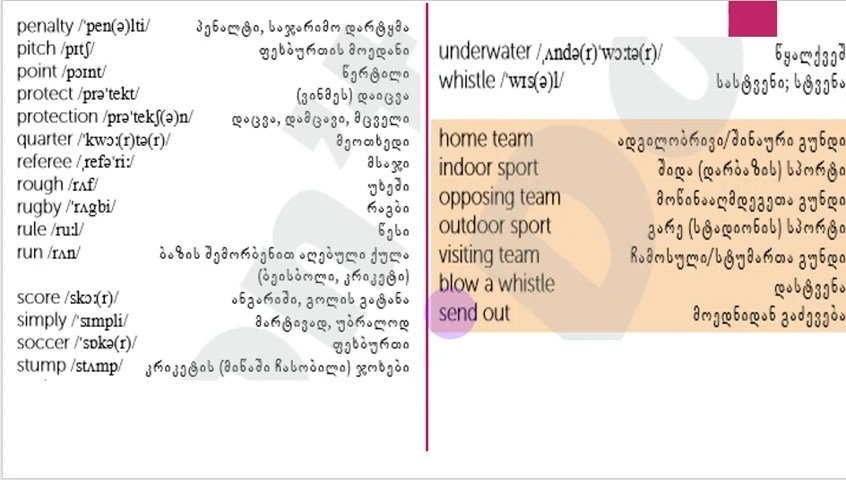 penalty /ˈpen(ə)lti/ პენალტი, საჯარიმო დარტყმა
pitch /pɪtʃ/ ფეხბურთის მოედანი
point /pɔɪnt/ წერტილი
protect /prəˈtekt/ (ვინმეს) დაიცვა
protection /prəˈtekʃ(ə)n/ დაცვა, დამცავი, მცველი
quarter /ˈkwɔː(r)tə(r)/ მეოთხედი
referee /ˌrefəˈriː/ მსაჯი
rough /rʌf/ უხეში
rugby /ˈrʌgbi/ რაგბი
rule /ruːl/ წესი
run /rʌn/ ბაზის შემორბენით აღებული ქულა
(ბეისბოლი, კრიკეტი)
score /skɔː(r)/ ანგარიში, გოლის გატანა
simply /ˈsɪmpli/ მარტივად, უბრალოდ
soccer /ˈsɒkə(r)/ ფეხბურთი
stump /stʌmp/ კრიკეტის (მიწაში ჩასობილი) ჯოხები
underwater /ˌʌndə(r)ˈwɔːtə(r)/ წყალქვეშ
whistle /ˈwɪs(ə)l/ სასტვენი; სტვენა
home team ადგილობრივი/შინაური გუნდი
indoor sport შიდა (დარბაზის) სპორტი
opposing team მოწინააღმდეგეთა გუნდი
outdoor sport გარე (სტადიონის) სპორტი
visiting team ჩამოსული/სტუმართა გუნდი
blow a whistle დასტვენა
send out მოედნიდან გაძევება